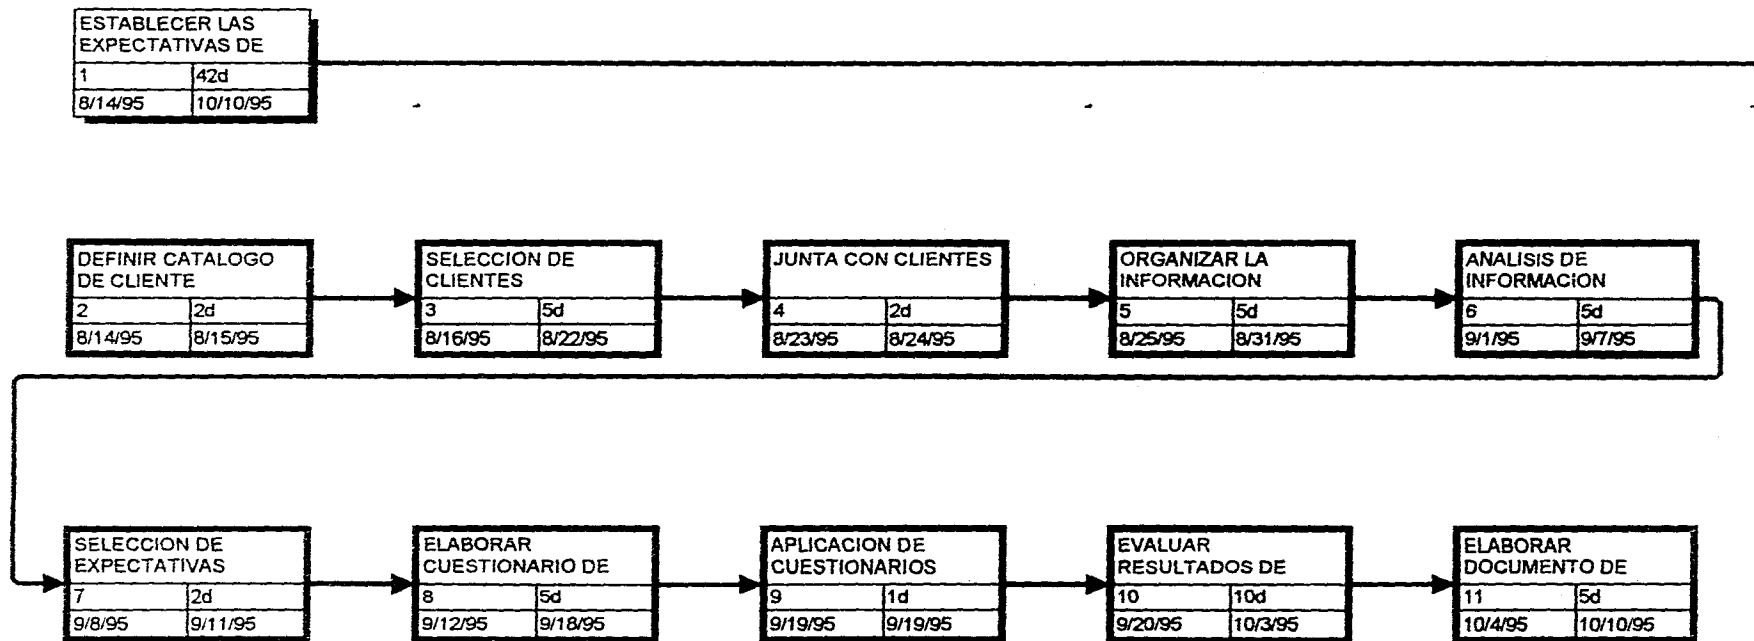 ESTABLECER LAS
EXPECTATIVAS DE
1 42d
8/14/95 10/10/95
DEFINIR CATALOGO
DE CLIENTE
2 2d
8/14/95 8/15/95
SELECCION DE
CLIENTES
3 5d
8/16/95 8/22/95
JUNTA CON CLIENTES
4 2d
8/23/95 8/24/95
ORGANIZAR LA
INFORMACION
5 5d
8/25/95 8/31/95
ANALISIS DE
INFORMACION
6 5d
9/1/95 9/7/95
SELECCION DE
EXPECTATIVAS
7 2d
9/8/95 9/11/95
ELABORAR
CUESTIONARIO DE
8 5d
9/12/95 9/18/95
APLICACION DE
CUESTIONARIOS
9 1d
9/19/95 9/19/95
EVALUAR
RESULTADOS DE
10 10d
9/20/95 10/3/95
ELABORAR
DOCUMENTO DE
11 5d
10/4/95 10/10/95